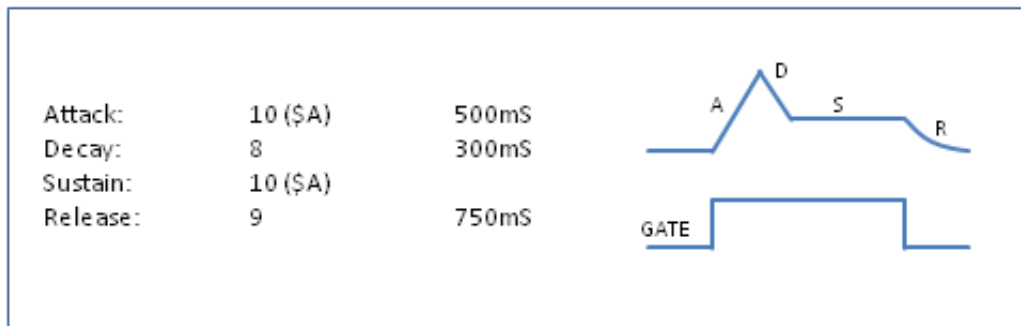 Attack: 10 ($A) 500mS
Decay: 8 300mS
Sustain: 10 ($A)
Release: 9 750mS
D
A S
R
GATE